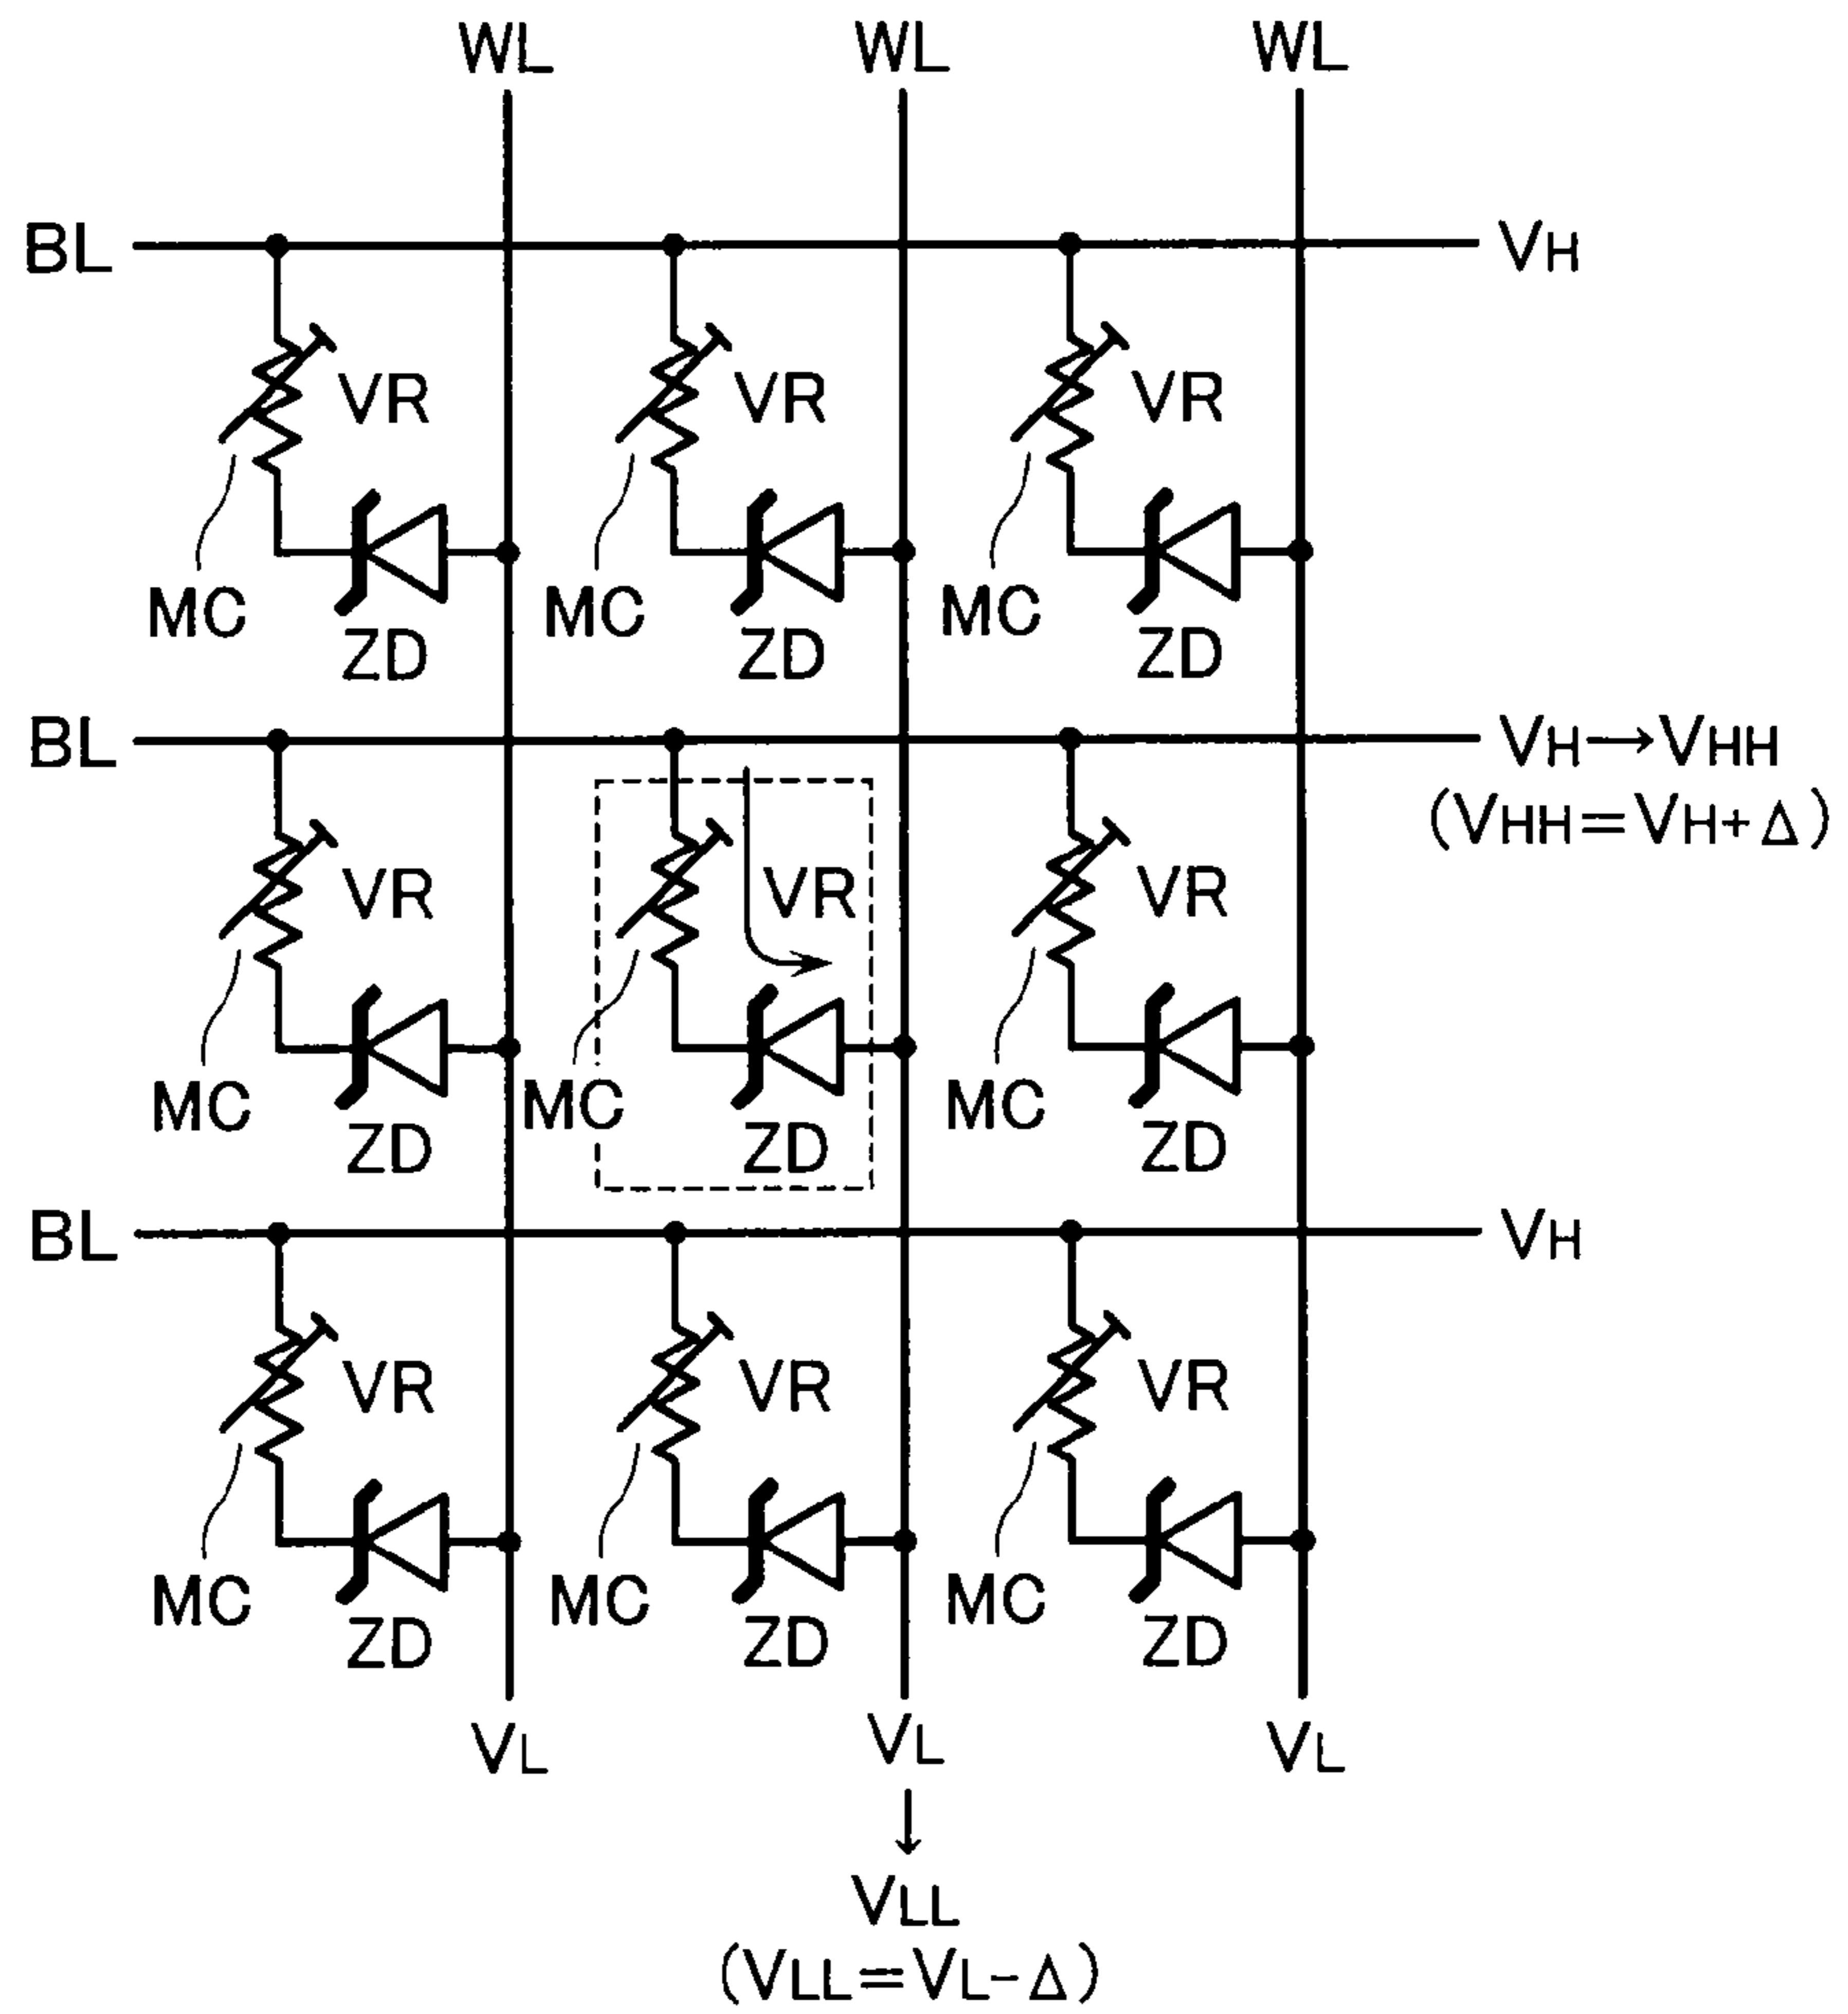 WL WL WL
BL VH
VR VR VR
MC MC MC
ZD ZD ZD
BL VH→VHH
(VHH=VH+Δ)
VR VR VR
MC MC MC
ZD ZD ZD
BL VH
VR VR VR
MC MC MC
ZD ZD ZD
VL VL VL
↓
VLL
(VLL=VL-Δ)